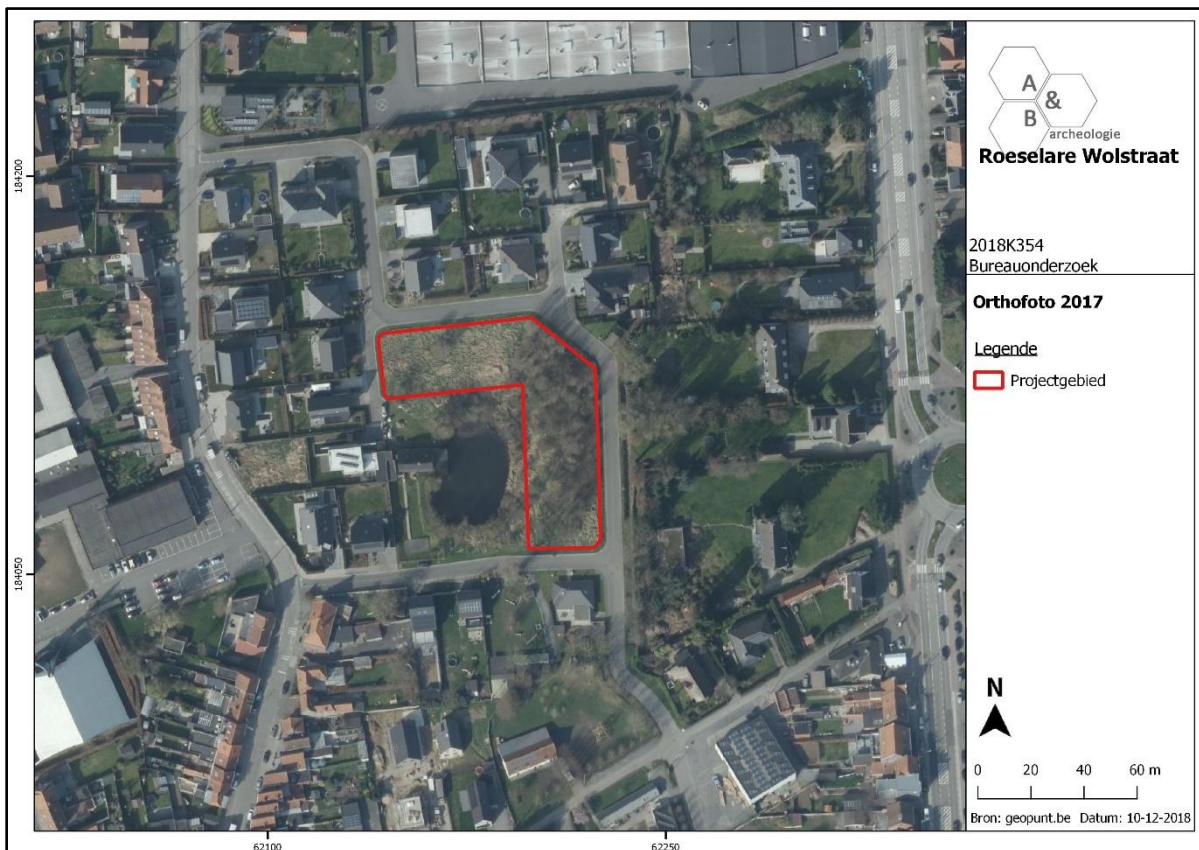 A
&
B
archeologie
Roeselare Wolstraat
2018K354
Bureauonderzoek
Orthofoto 2017
Legende
Projectgebied
N
0 20 40 60 m
Bron: geopunt.be Datum: 10-12-2018
184200
184050
62100 62250